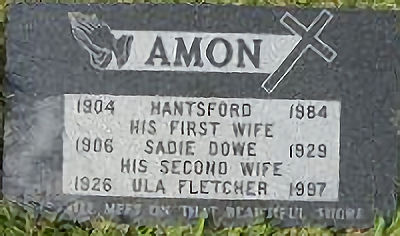 AMON
1904 HANTSFORD 1984
HIS FIRST WIFE
1906 SADIE DOWE 1929
HIS SECOND WIFE
1926 ULA FLETCHER 1997
MEET ON THAT BEAUTIFUL SHORE